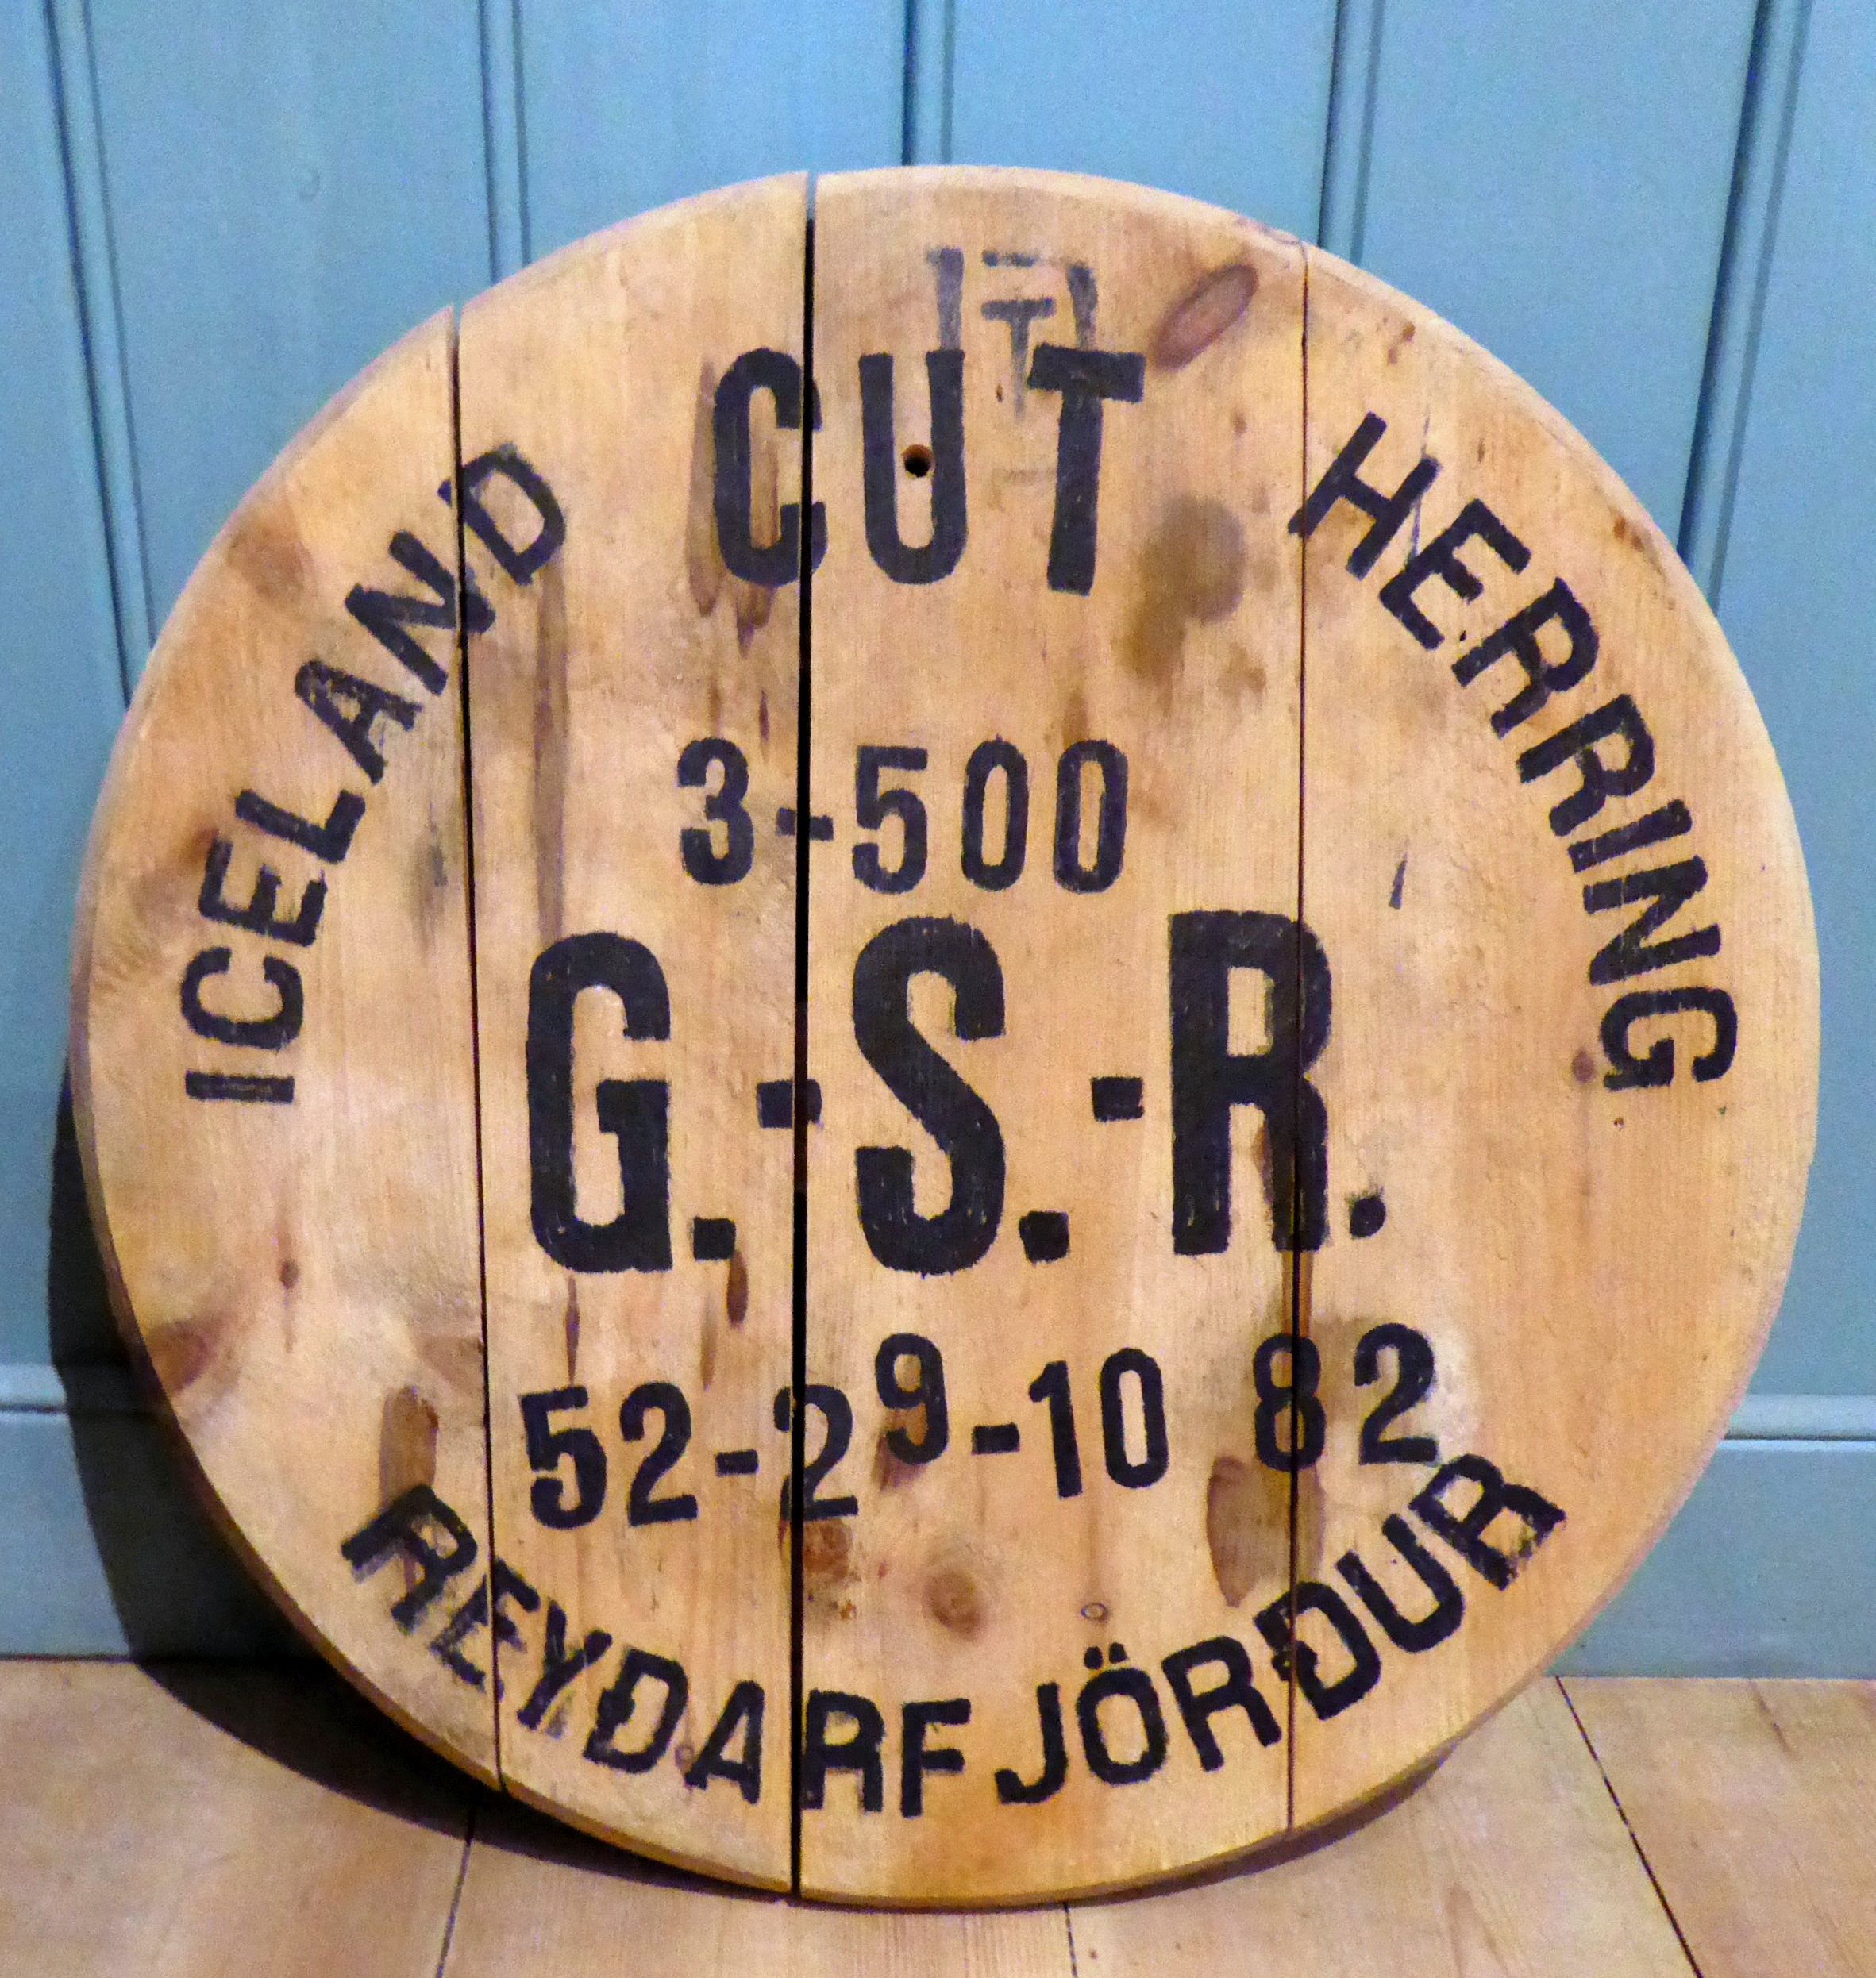 ICELAND CUT HERRING
3-500
G.-S.-R.
52-29-10 82
REYÐARFJÖRÐUR